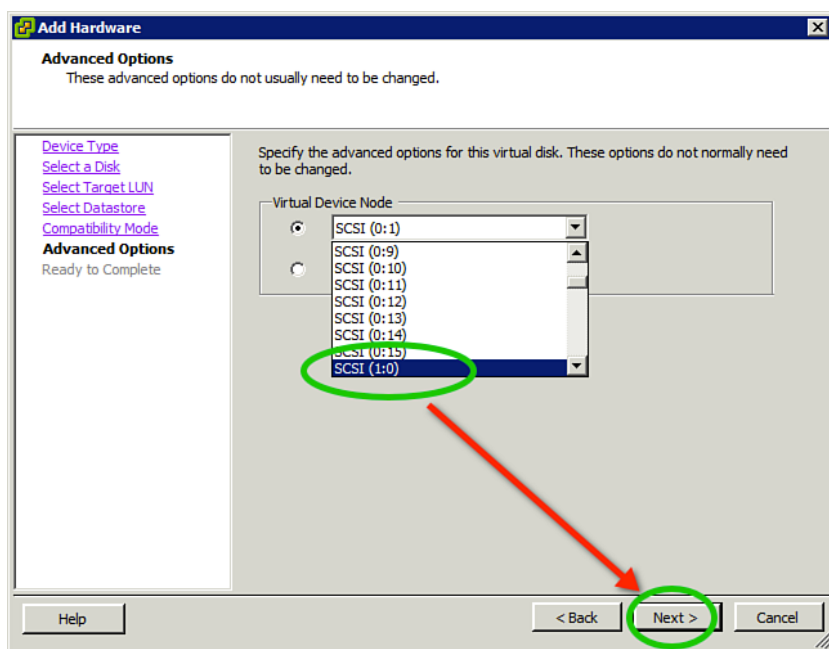 Add Hardware
Advanced Options
These advanced options do not usually need to be changed.
Device Type
Select a Disk
Select Target LUN
Select Datastore
Compatibility Mode
Advanced Options
Ready to Complete
Specify the advanced options for this virtual disk. These options do not normally need
to be changed.
Virtual Device Node
SCSI (0:1)
SCSI (0:9)
SCSI (0:10)
SCSI (0:11)
SCSI (0:12)
SCSI (0:13)
SCSI (0:14)
SCSI (0:15)
SCSI (1:0)
Help
< Back
Next >
Cancel